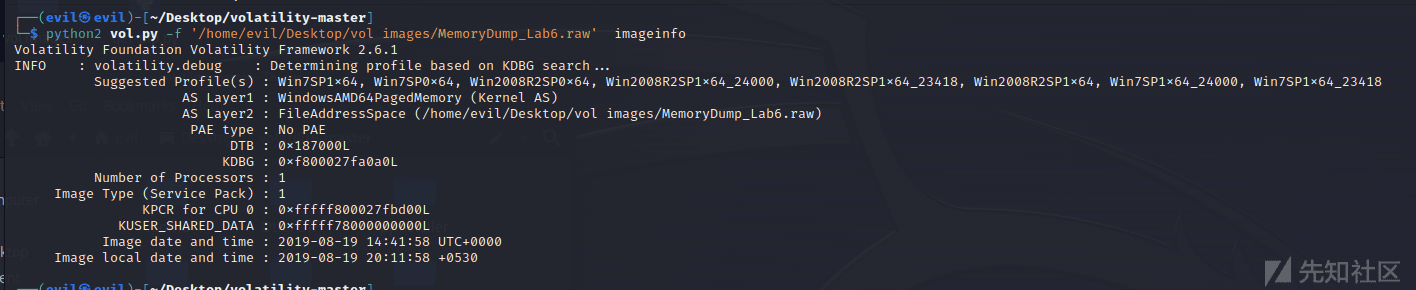 ┌──(evil㉿evil)-[~/Desktop/volatility-master]
└─$ python2 vol.py -f '/home/evil/Desktop/vol images/MemoryDump_Lab6.raw'  imageinfo
Volatility Foundation Volatility Framework 2.6.1
INFO    : volatility.debug    : Determining profile based on KDBG search...
Suggested Profile(s) : Win7SP1x64, Win7SP0x64, Win2008R2SP0x64, Win2008R2SP1x64_24000, Win2008R2SP1x64_23418, Win2008R2SP1x64, Win7SP1x64_24000, Win7SP1x64_23418
AS Layer1 : WindowsAMD64PagedMemory (Kernel AS)
AS Layer2 : FileAddressSpace (/home/evil/Desktop/vol images/MemoryDump_Lab6.raw)
PAE type : No PAE
DTB : 0x187000L
KDBG : 0xf800027fa0a0L
Number of Processors : 1
Image Type (Service Pack) : 1
KPCR for CPU 0 : 0xfffff800027fbd00L
KUSER_SHARED_DATA : 0xfffff78000000000L
Image date and time : 2019-08-19 14:41:58 UTC+0000
Image local date and time : 2019-08-19 20:11:58 +0530
┌──(evil㉿evil)-[~/Desktop/volatility-master]
先知社区